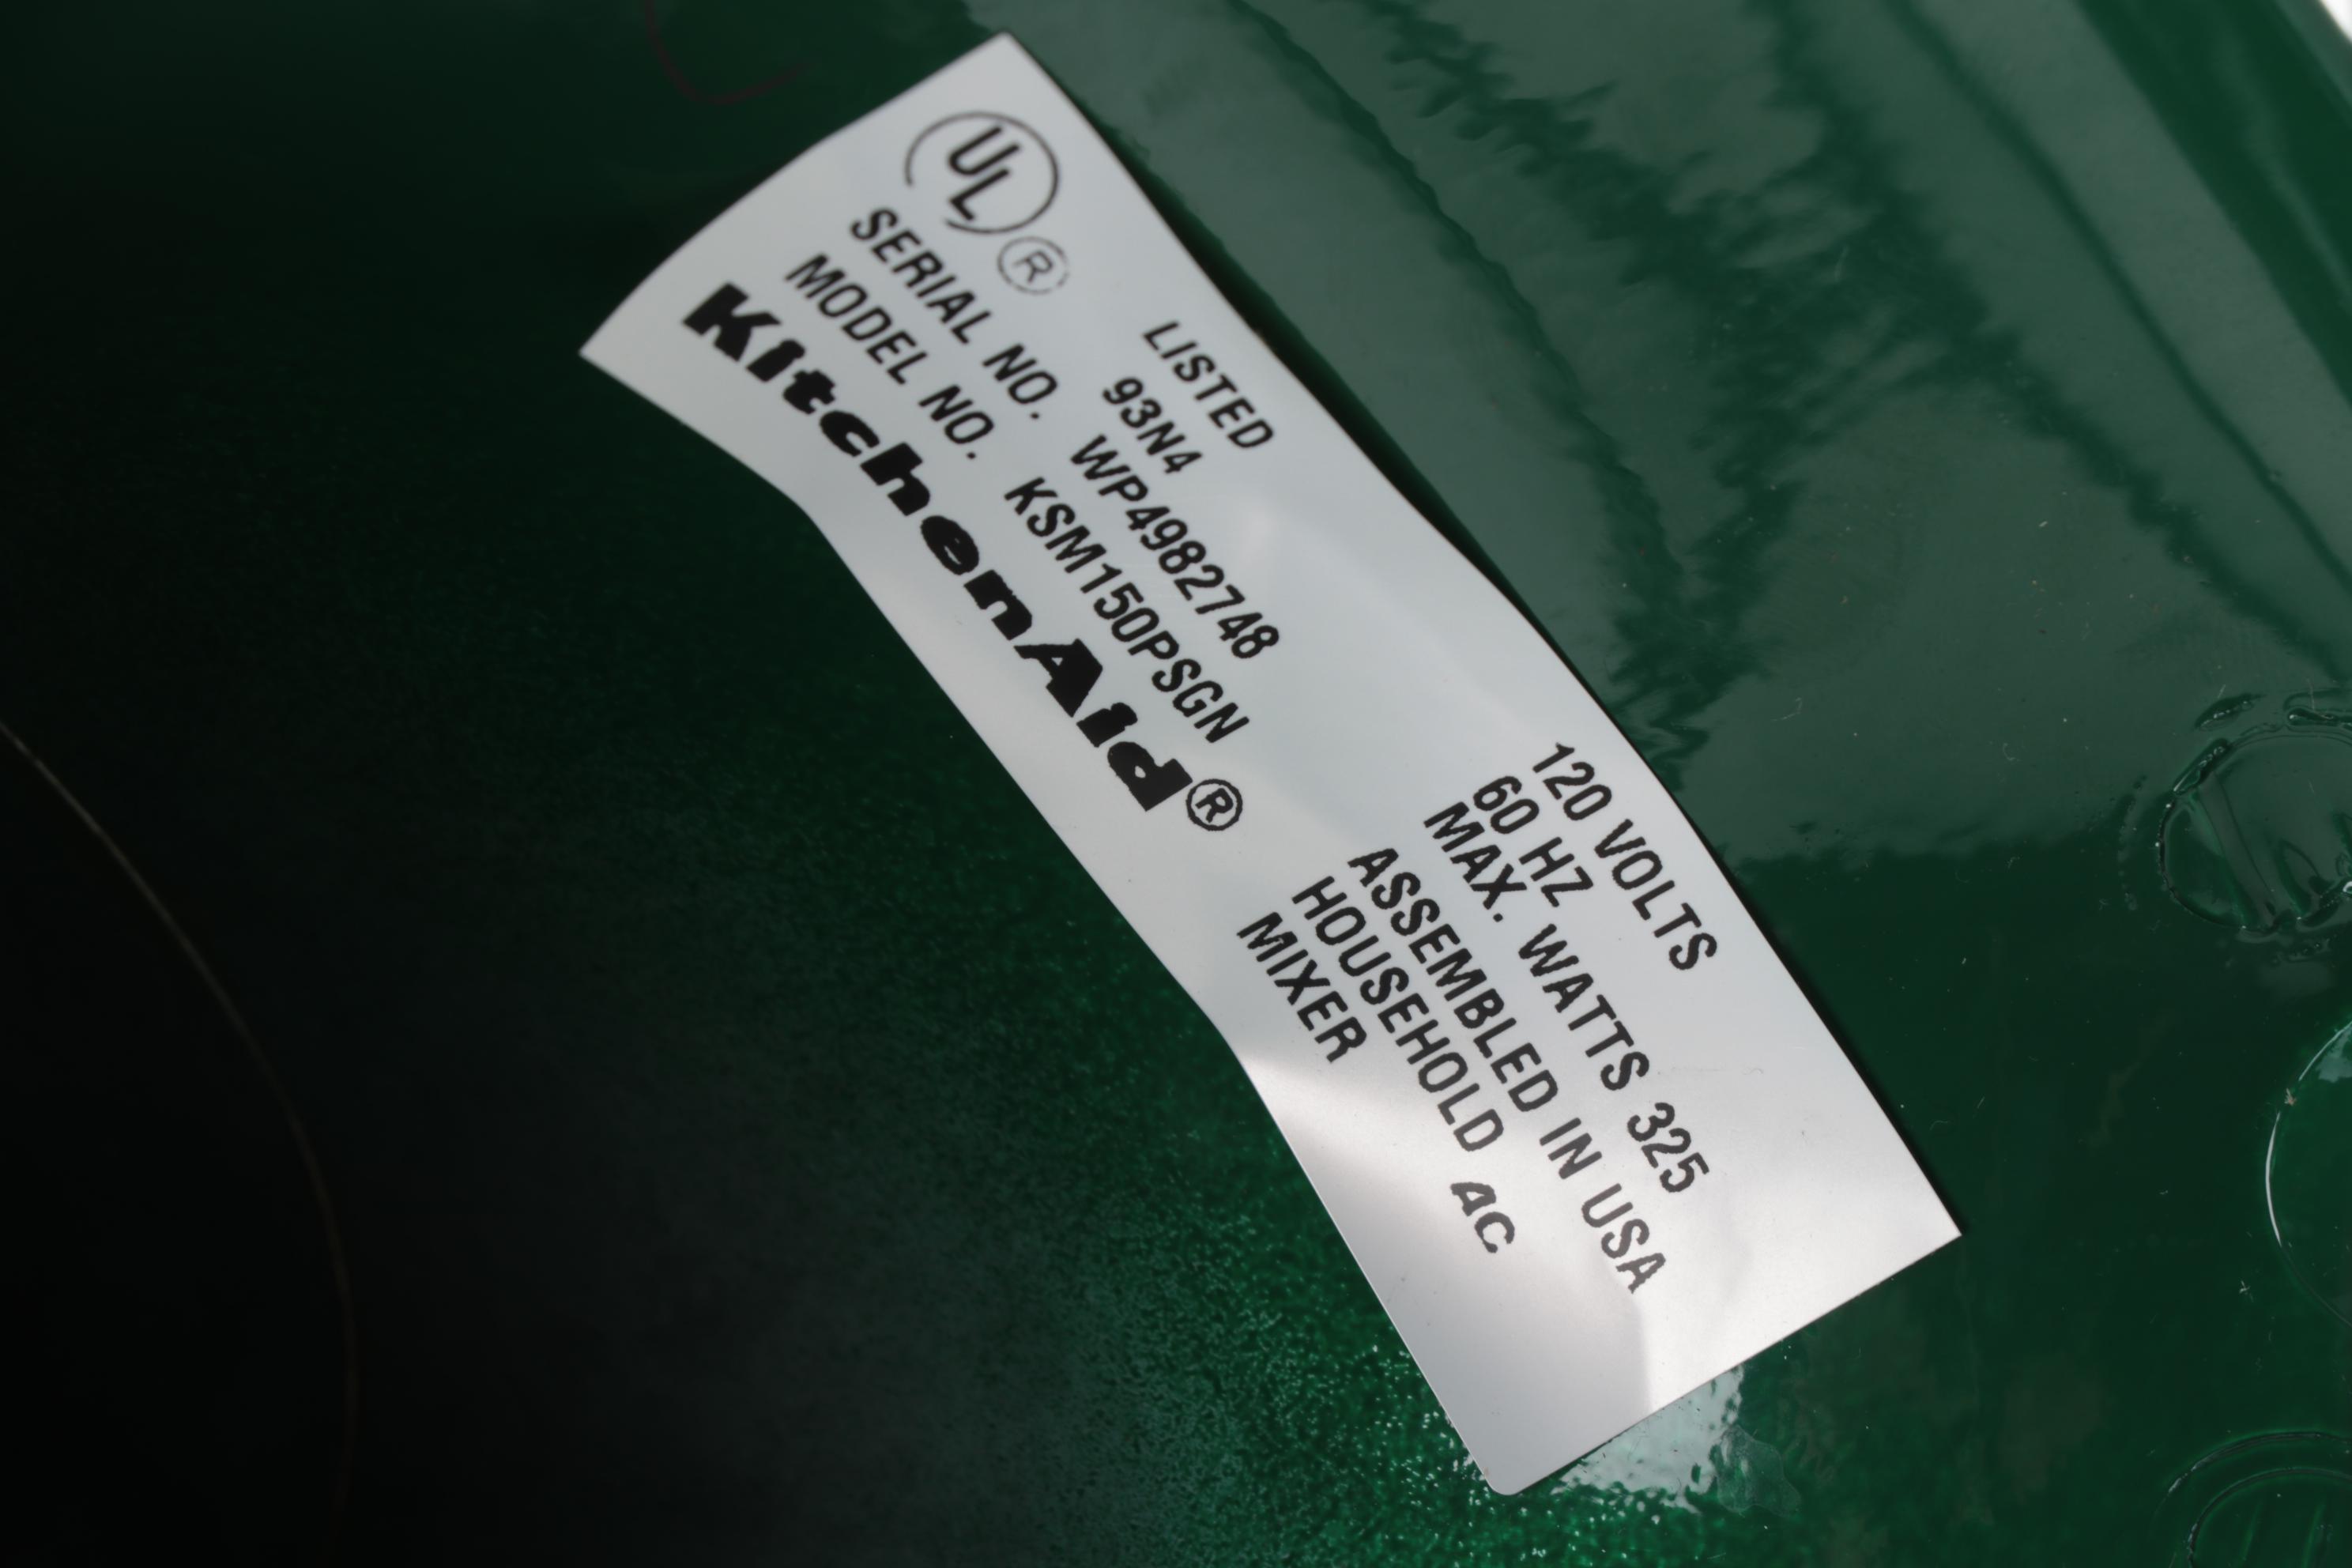 UL® LISTED
93N4
SERIAL NO. WP4982748
MODEL NO. KSM150PSGN
KitchenAid®
120 VOLTS
60 HZ
MAX. WATTS 325
ASSEMBLED IN USA
HOUSEHOLD 4C
MIXER